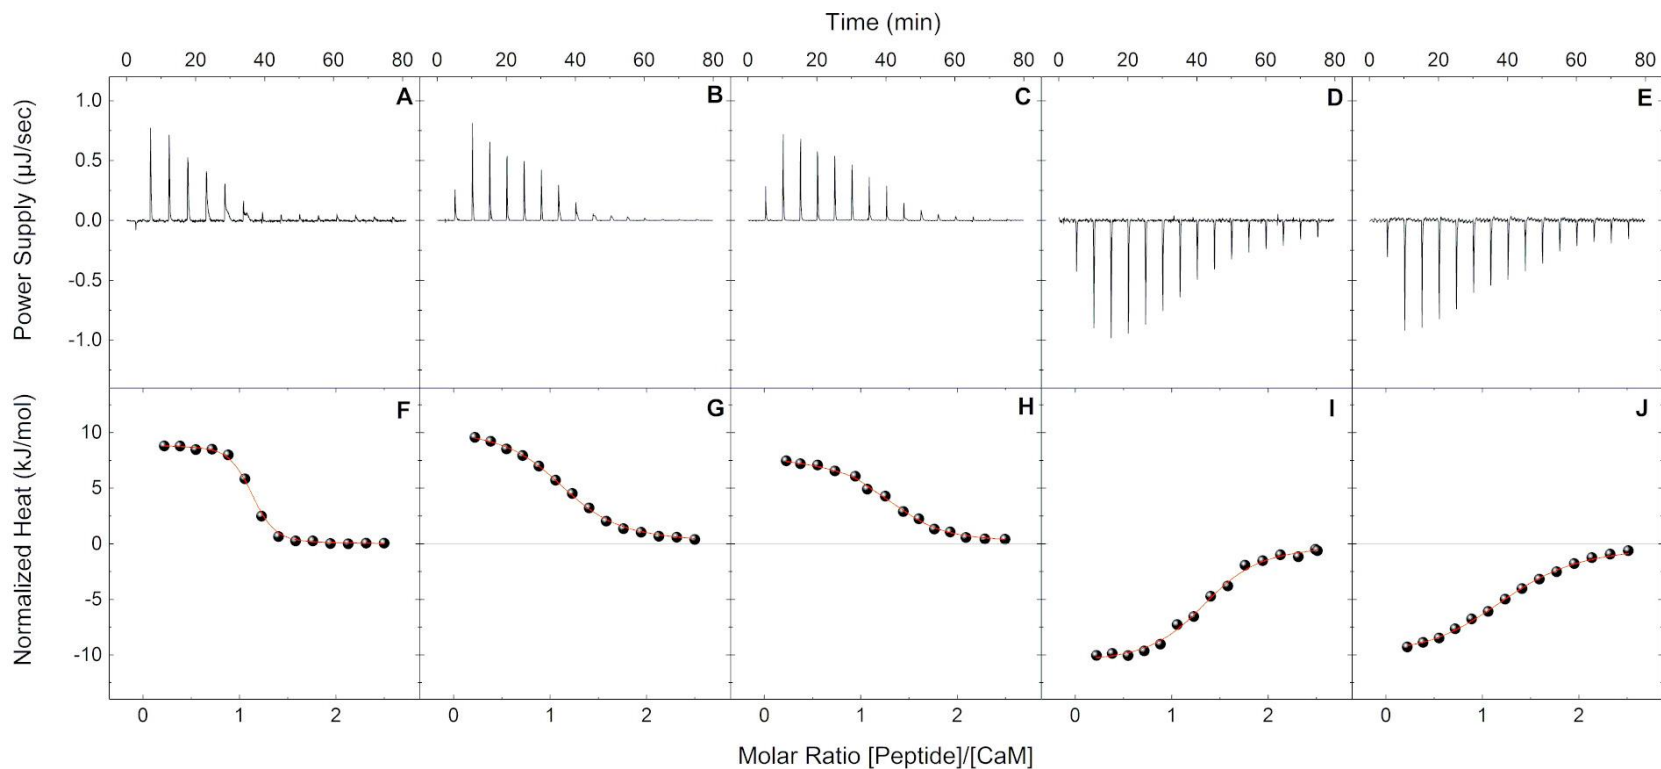 Time (min)
0 20 40 60 80 0 20 40 60 80 0 20 40 60 80 0 20 40 60 80 0 20 40 60 80
A B C D E
Power Supply (µJ/sec)
1.0
0.5
0.0
-0.5
-1.0
F G H I J
Normalized Heat (kJ/mol)
10
5
0
-5
-10
0 1 2 0 1 2 0 1 2 0 1 2 0 1 2
Molar Ratio [Peptide]/[CaM]